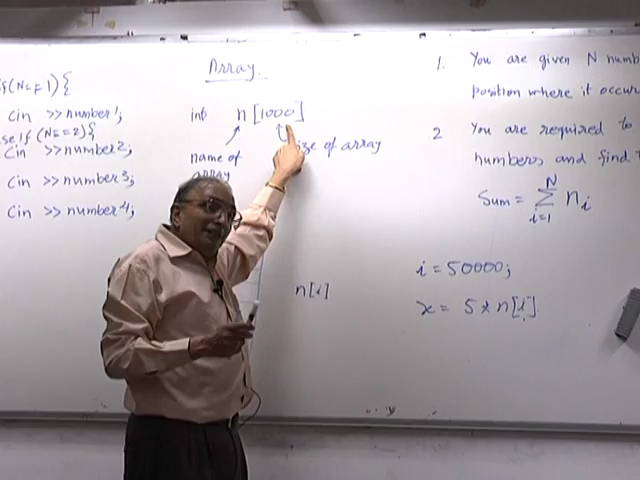 if(N==1){
cin >>number1;
else if (N==2){
cin >>number2;
cin >>number3;
cin >>number4;
Array
int n[1000]
name of array
size of array
n[i]
1. You are given N numb
position where it occur
2 You are required to
numbers and find
Sum = N Σ i=1 ni
i = 50000;
x = 5 * n[i].